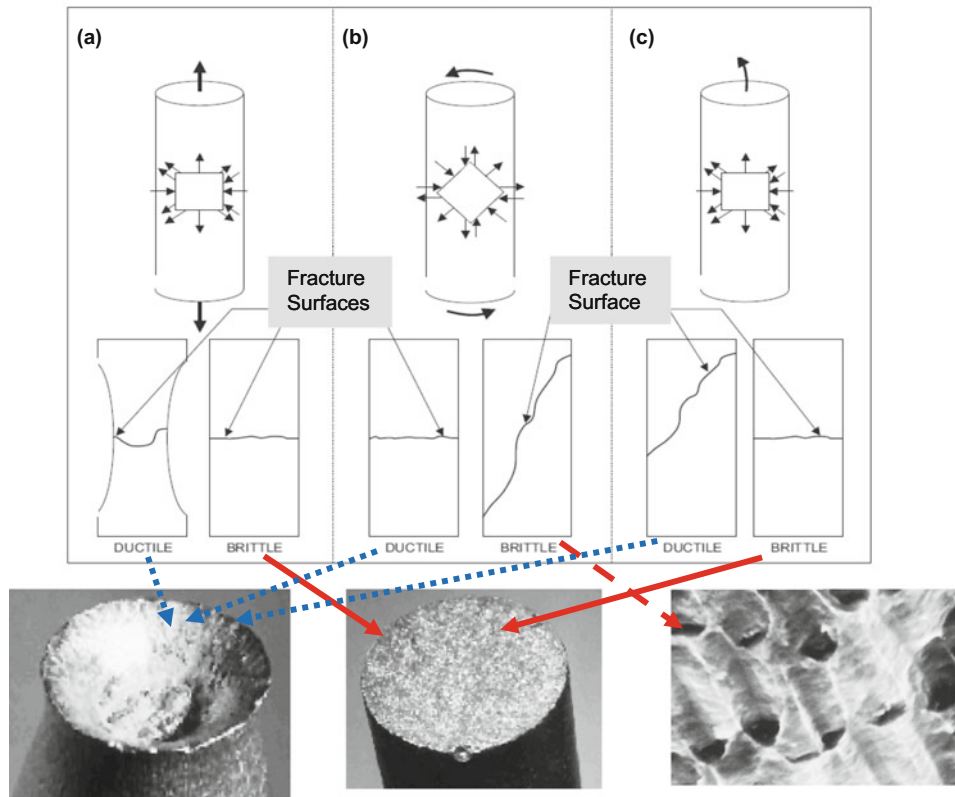 (a)
(b)
(c)
Fracture
Surfaces
Fracture
Surface
DUCTILE
BRITTLE
DUCTILE
BRITTLE
DUCTILE
BRITTLE